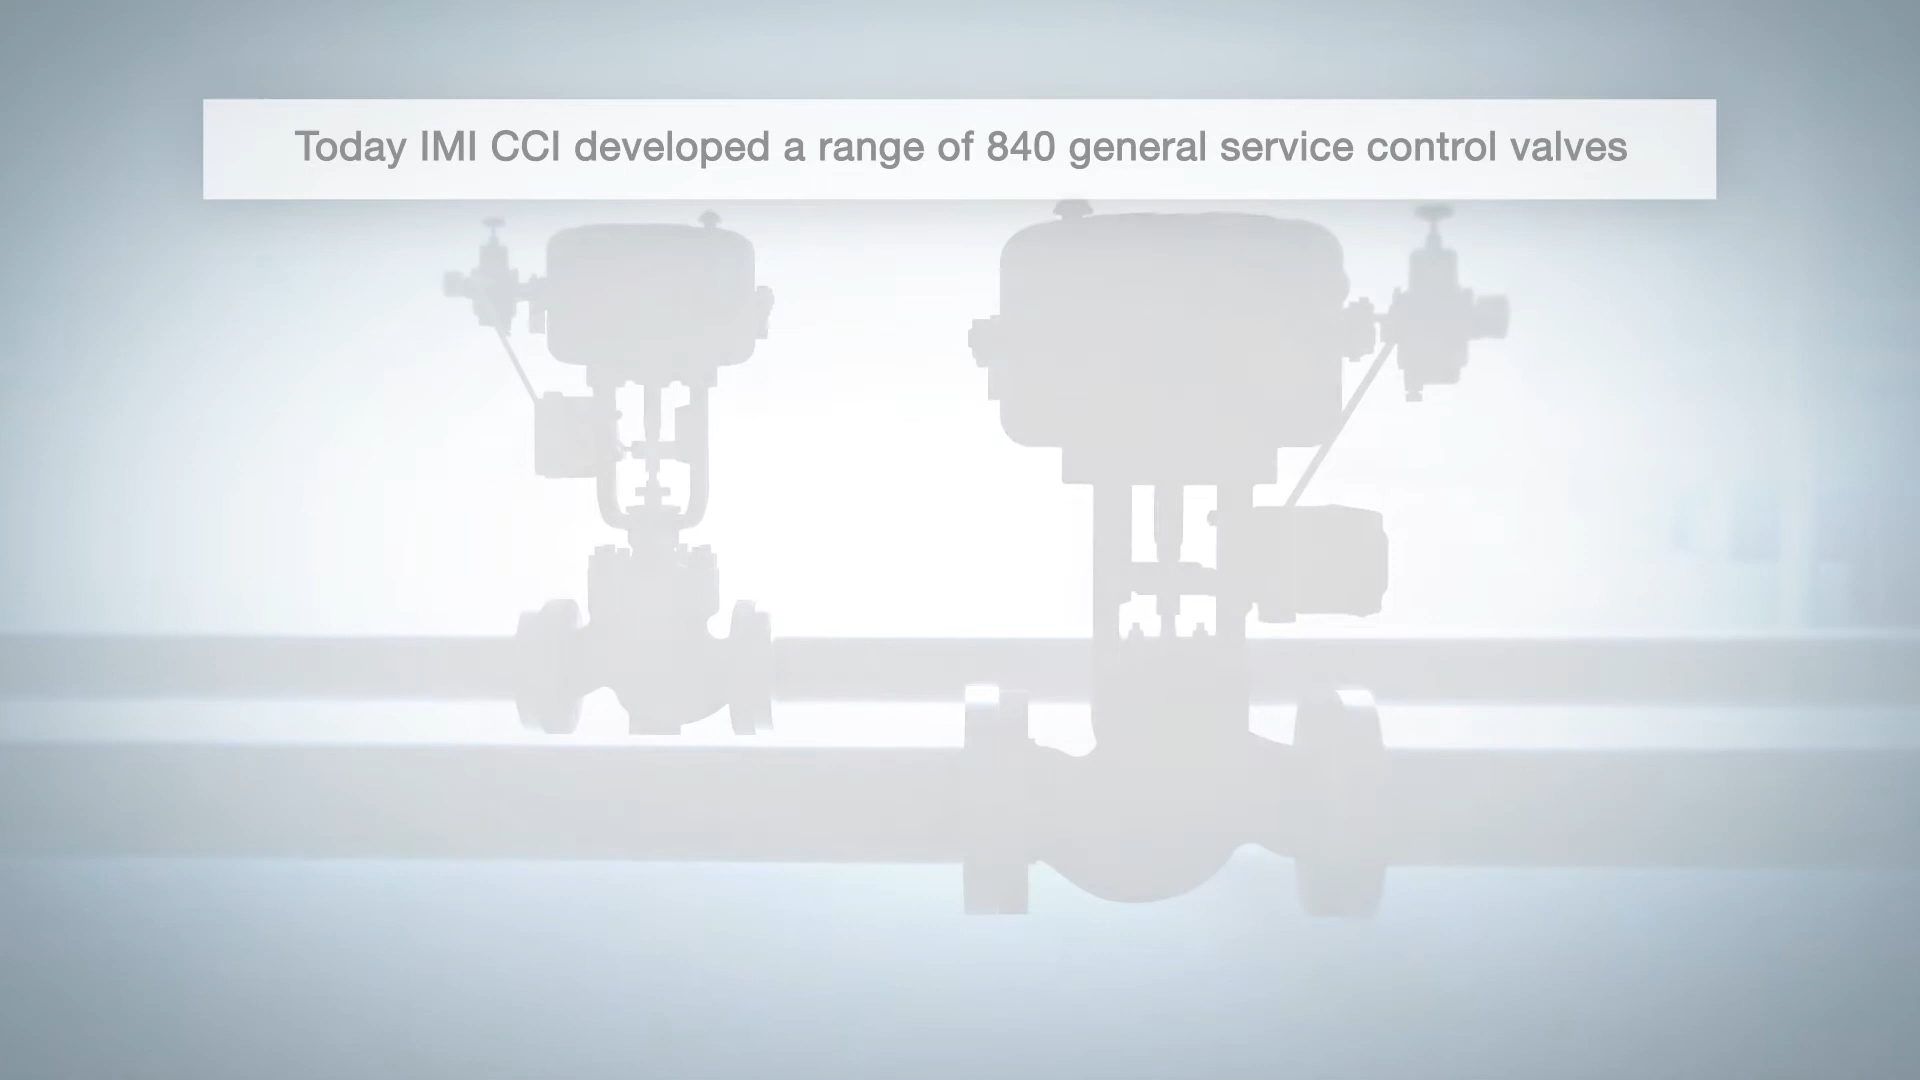 Today IMI CCI developed a range of 840 general service control valves